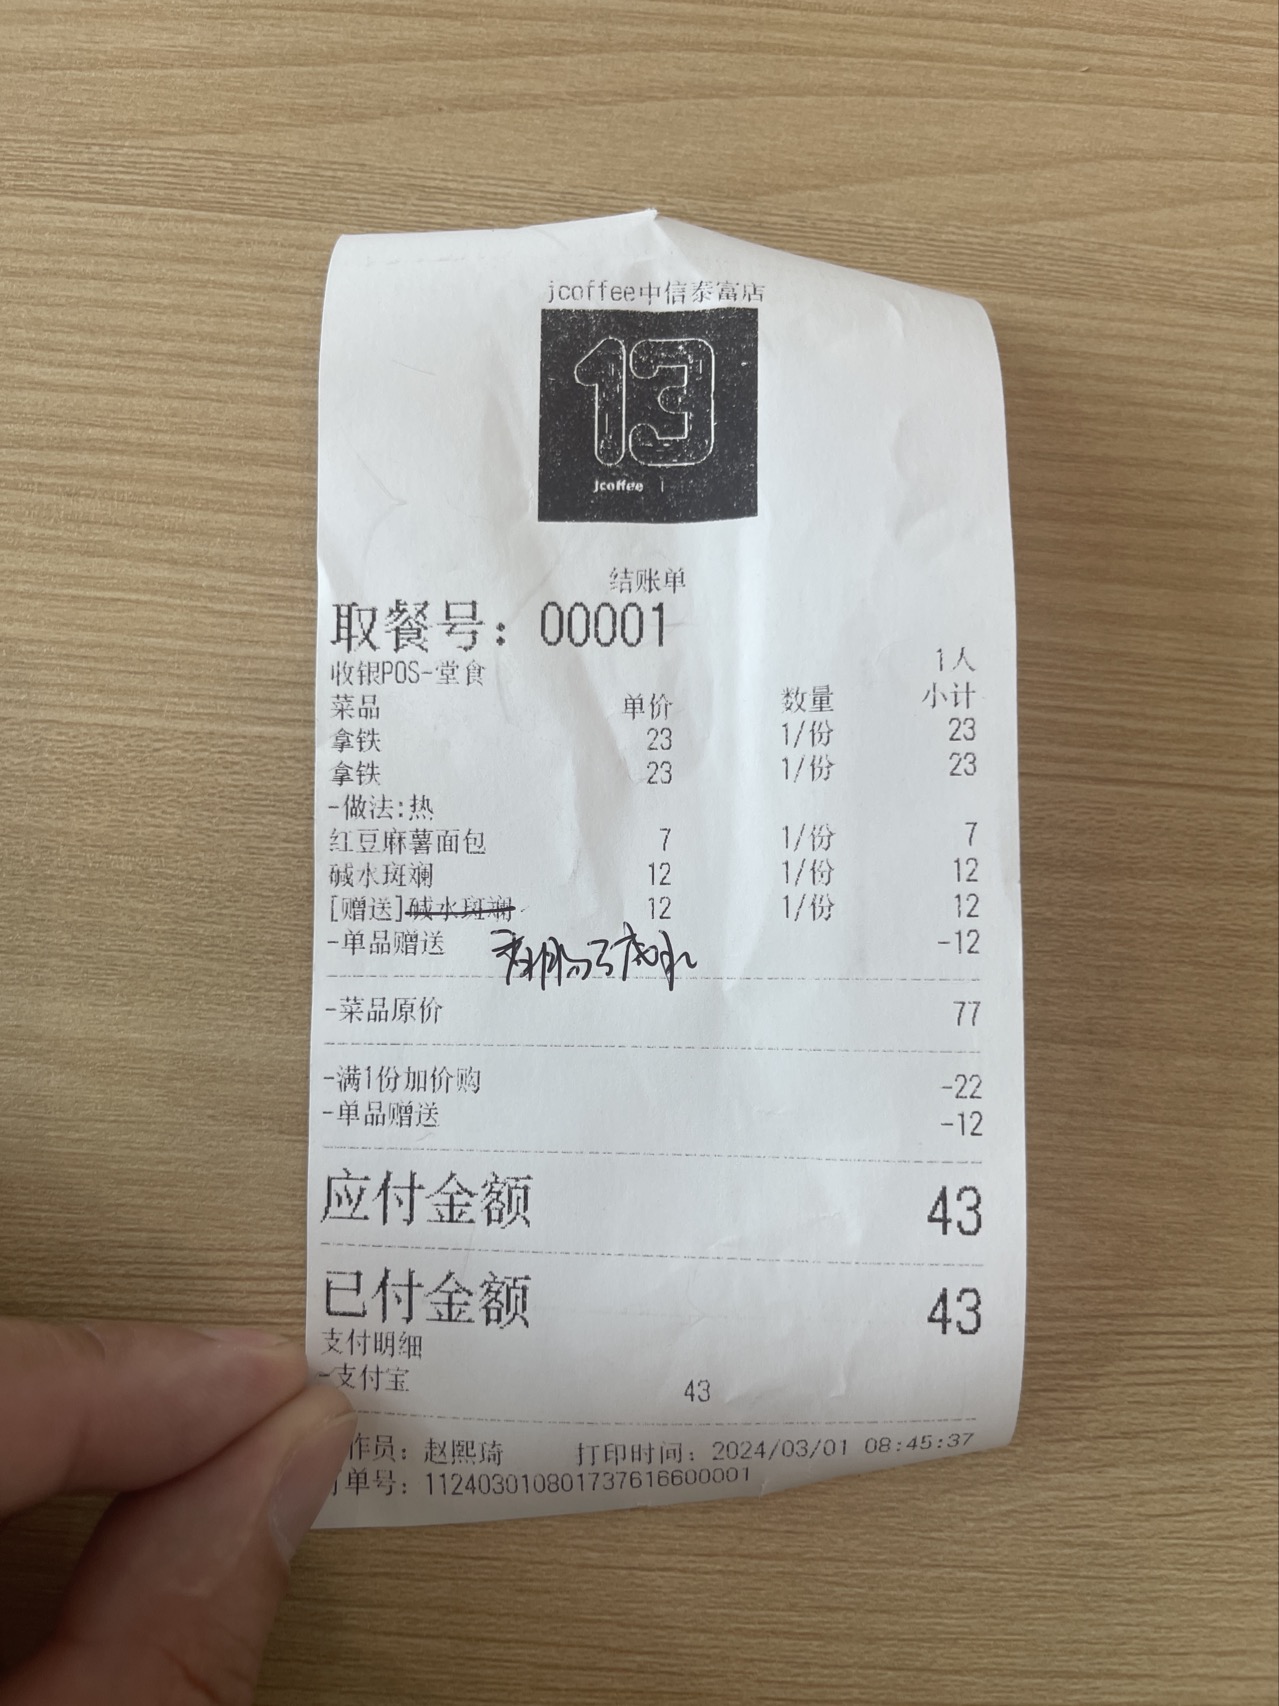 jcoffee中信泰富店
13
jcoffee
结账单
取餐号：00001
收银POS-堂食 1人
菜品 单价 数量 小计
拿铁 23 1/份 23
拿铁 23 1/份 23
-做法:热
红豆麻薯面包 7 1/份 7
碱水斑斓 12 1/份 12
[赠送]碱水斑斓 12 1/份 12
-单品赠送 -12
-菜品原价 77
-满1份加价购 -22
-单品赠送 -12
应付金额 43
已付金额 43
支付明细
-支付宝 43
作员：赵熙琦 打印时间：2024/03/01 08:45:37
单号：11240301080173761660​0001